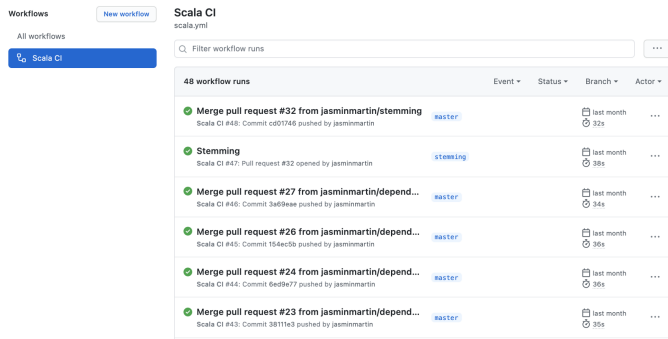 Workflows
New workflow
All workflows
Scala CI
Scala CI
scala.yml
Filter workflow runs
48 workflow runs Event Status Branch Actor
Merge pull request #32 from jasminmartin/stemming
Scala CI #48: Commit cd01746 pushed by jasminmartin
master
last month
32s
Stemming
Scala CI #47: Pull request #32 opened by jasminmartin
stemming
last month
38s
Merge pull request #27 from jasminmartin/depend...
Scala CI #46: Commit 3a69eae pushed by jasminmartin
master
last month
34s
Merge pull request #26 from jasminmartin/depend...
Scala CI #45: Commit 154ec5b pushed by jasminmartin
master
last month
36s
Merge pull request #24 from jasminmartin/depend...
Scala CI #44: Commit 6ed9e77 pushed by jasminmartin
master
last month
36s
Merge pull request #23 from jasminmartin/depend...
Scala CI #43: Commit 38111e3 pushed by jasminmartin
master
last month
35s